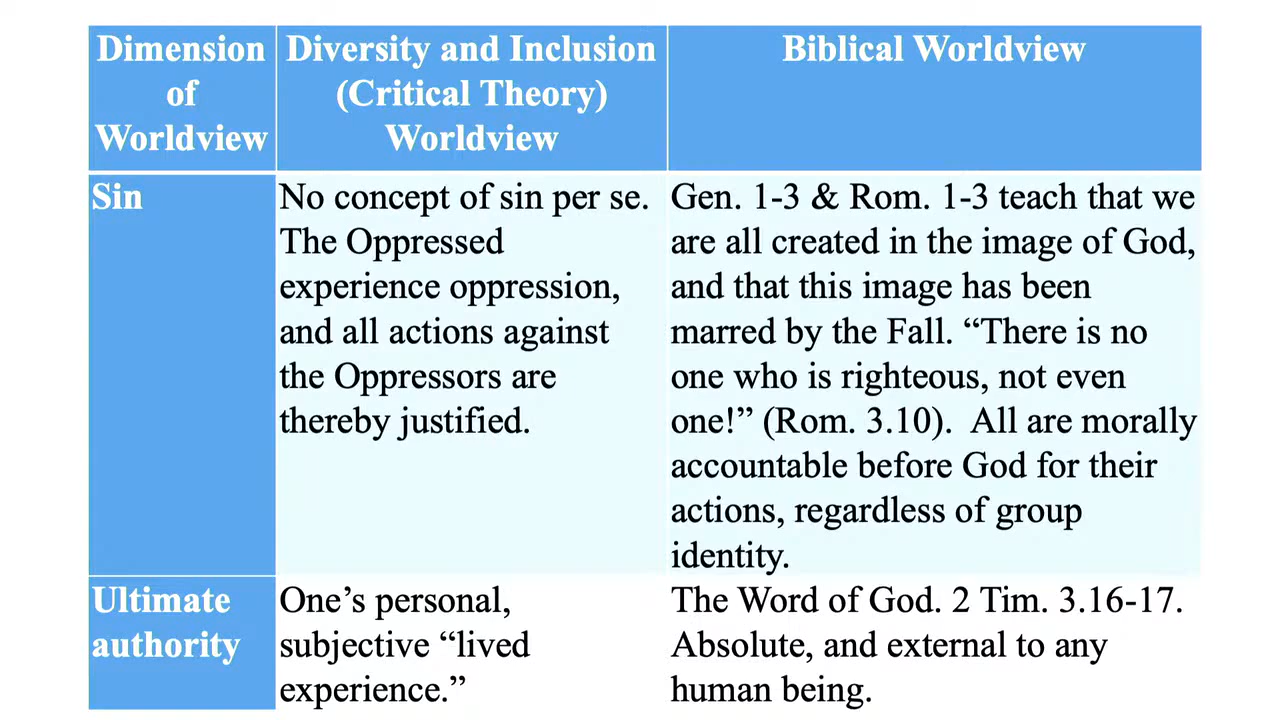 Dimension
of
Worldview
Diversity and Inclusion
(Critical Theory)
Worldview
Biblical Worldview
Sin
No concept of sin per se.
The Oppressed
experience oppression,
and all actions against
the Oppressors are
thereby justified.
Gen. 1-3 & Rom. 1-3 teach that we
are all created in the image of God,
and that this image has been
marred by the Fall. “There is no
one who is righteous, not even
one!” (Rom. 3.10).  All are morally
accountable before God for their
actions, regardless of group
identity.
Ultimate
authority
One’s personal,
subjective “lived
experience.”
The Word of God. 2 Tim. 3.16-17.
Absolute, and external to any
human being.